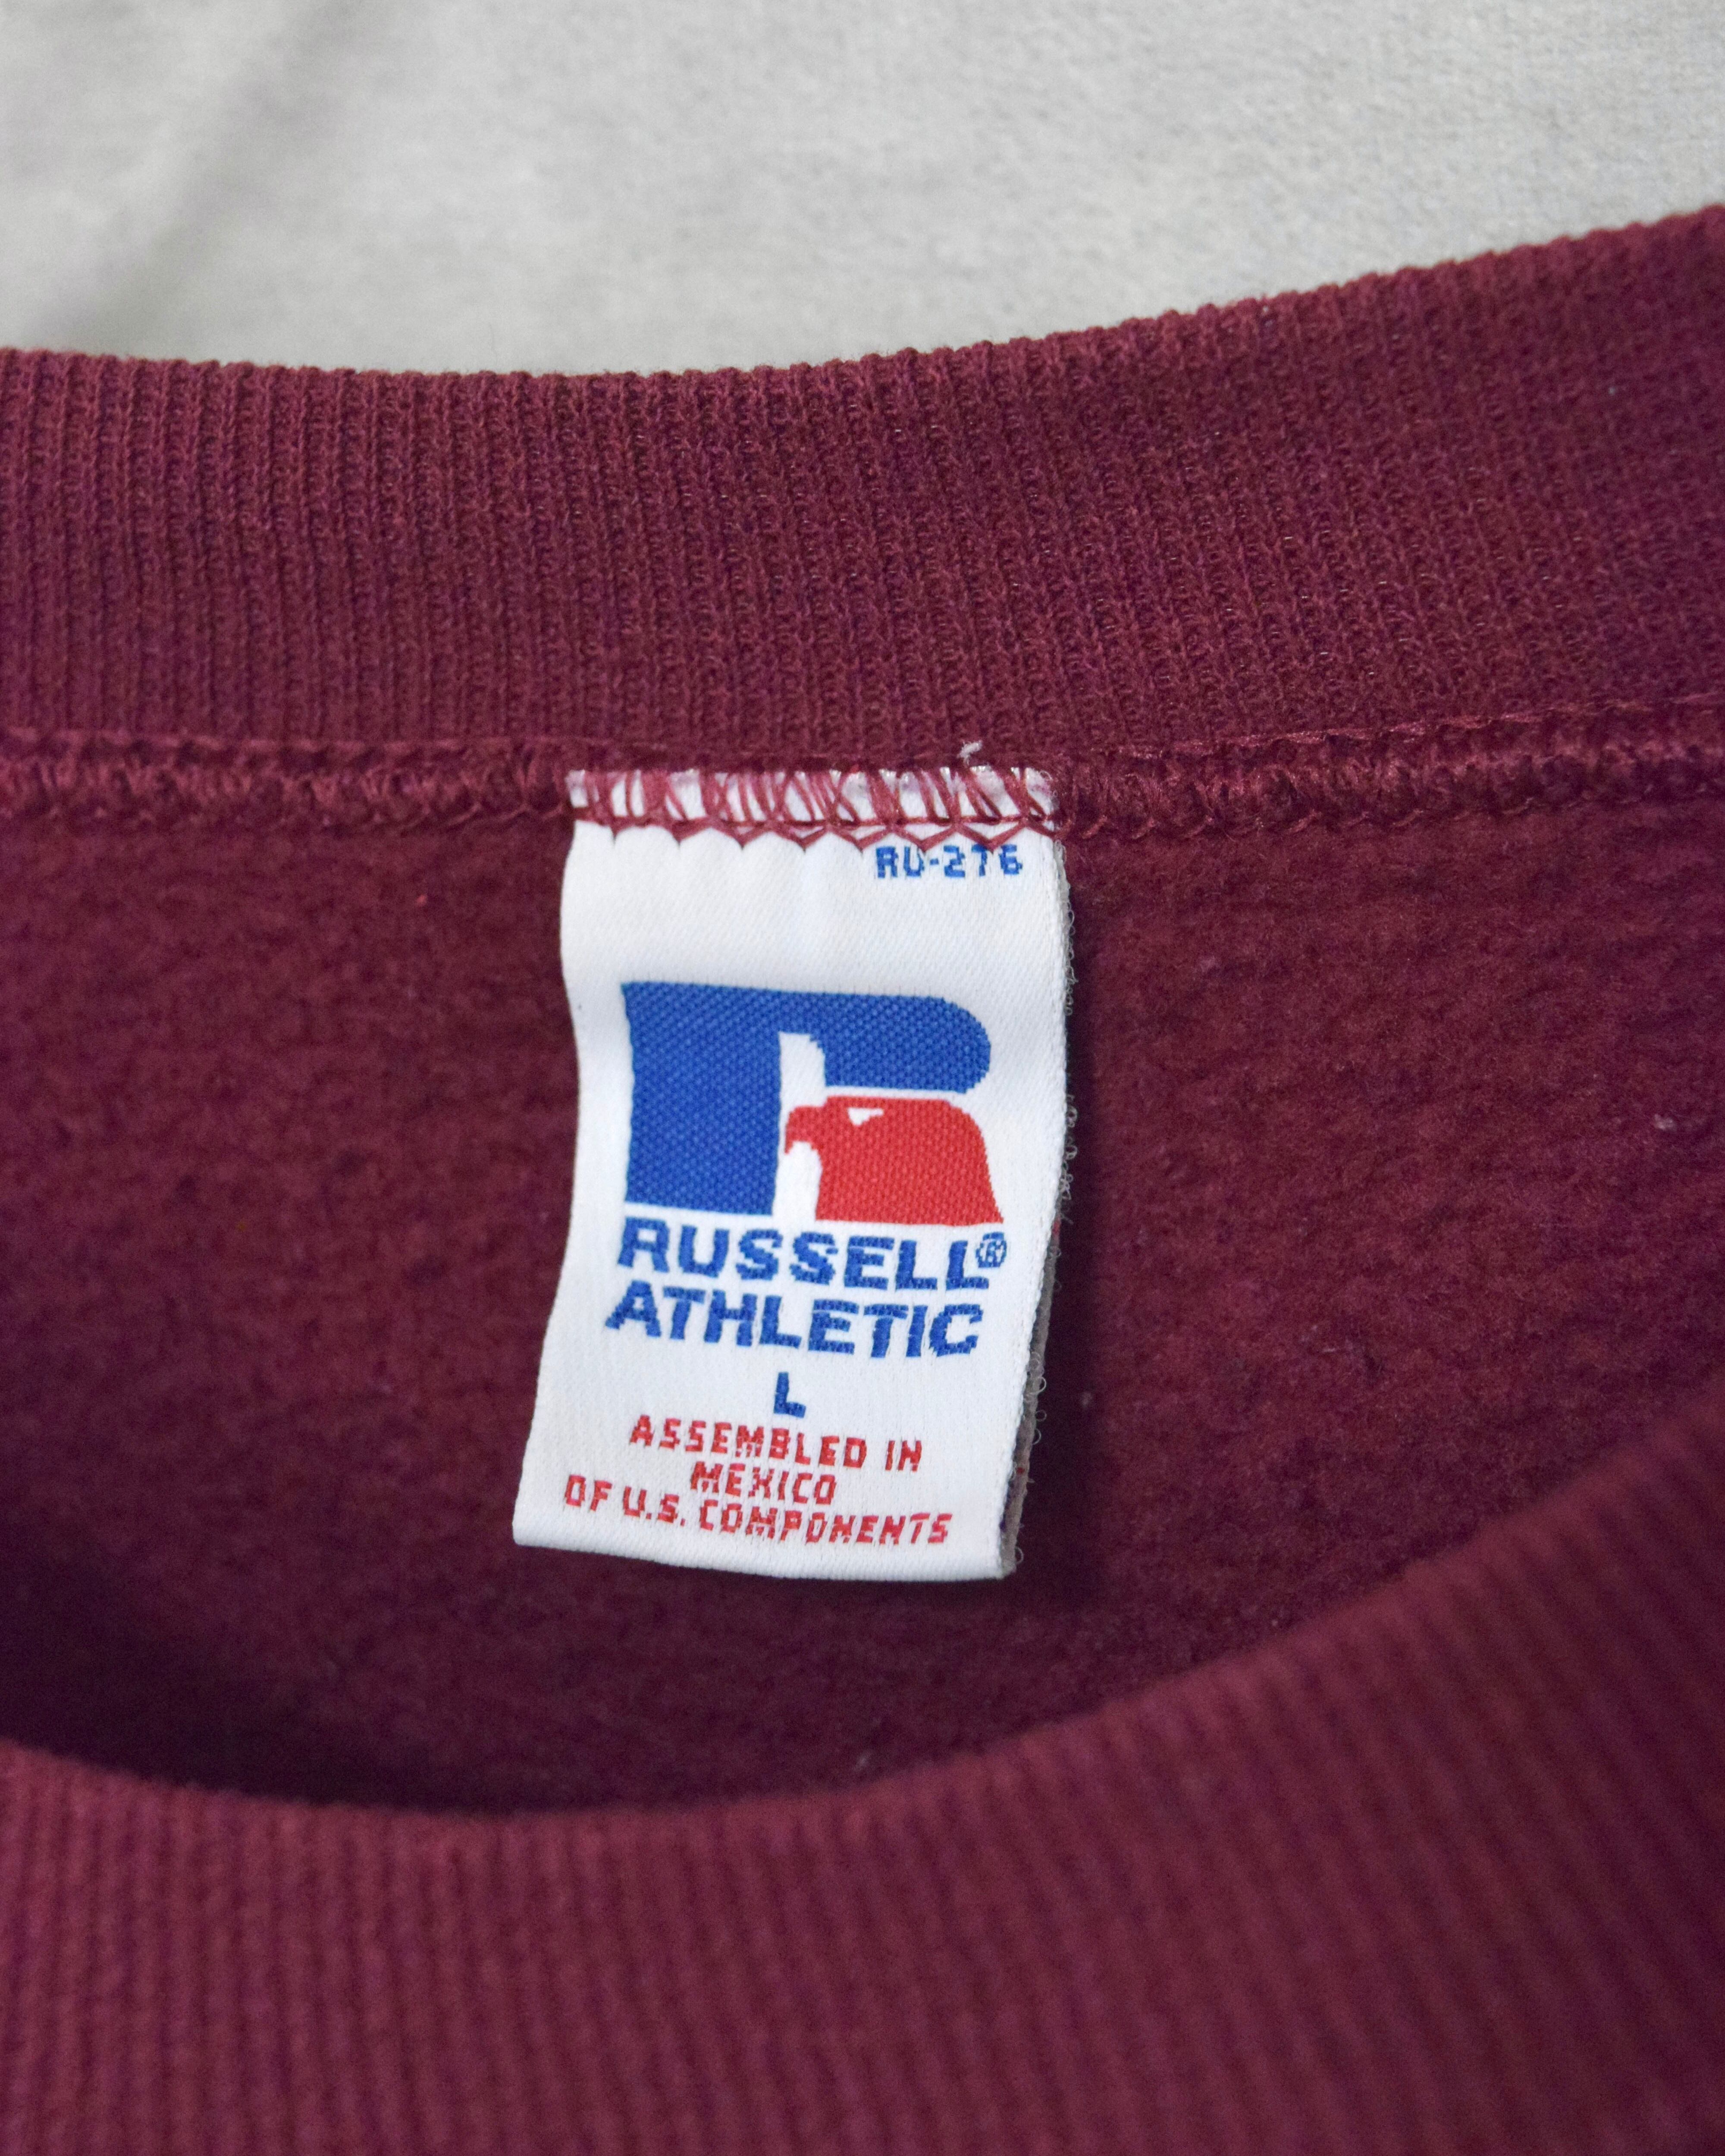 RU-276
RUSSELL®
ATHLETIC
L
ASSEMBLED IN
MEXICO
OF U.S. COMPONENTS